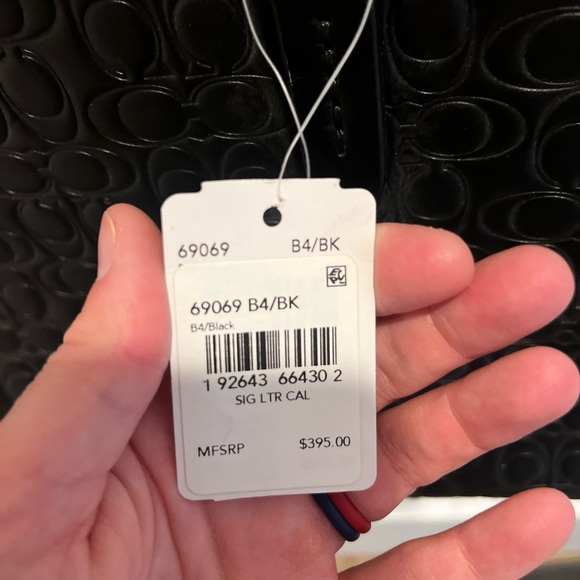 69069 B4/BK
69069 B4/BK
B4/Black
1 92643 66430 2
SIG LTR CAL
MFSRP $395.00